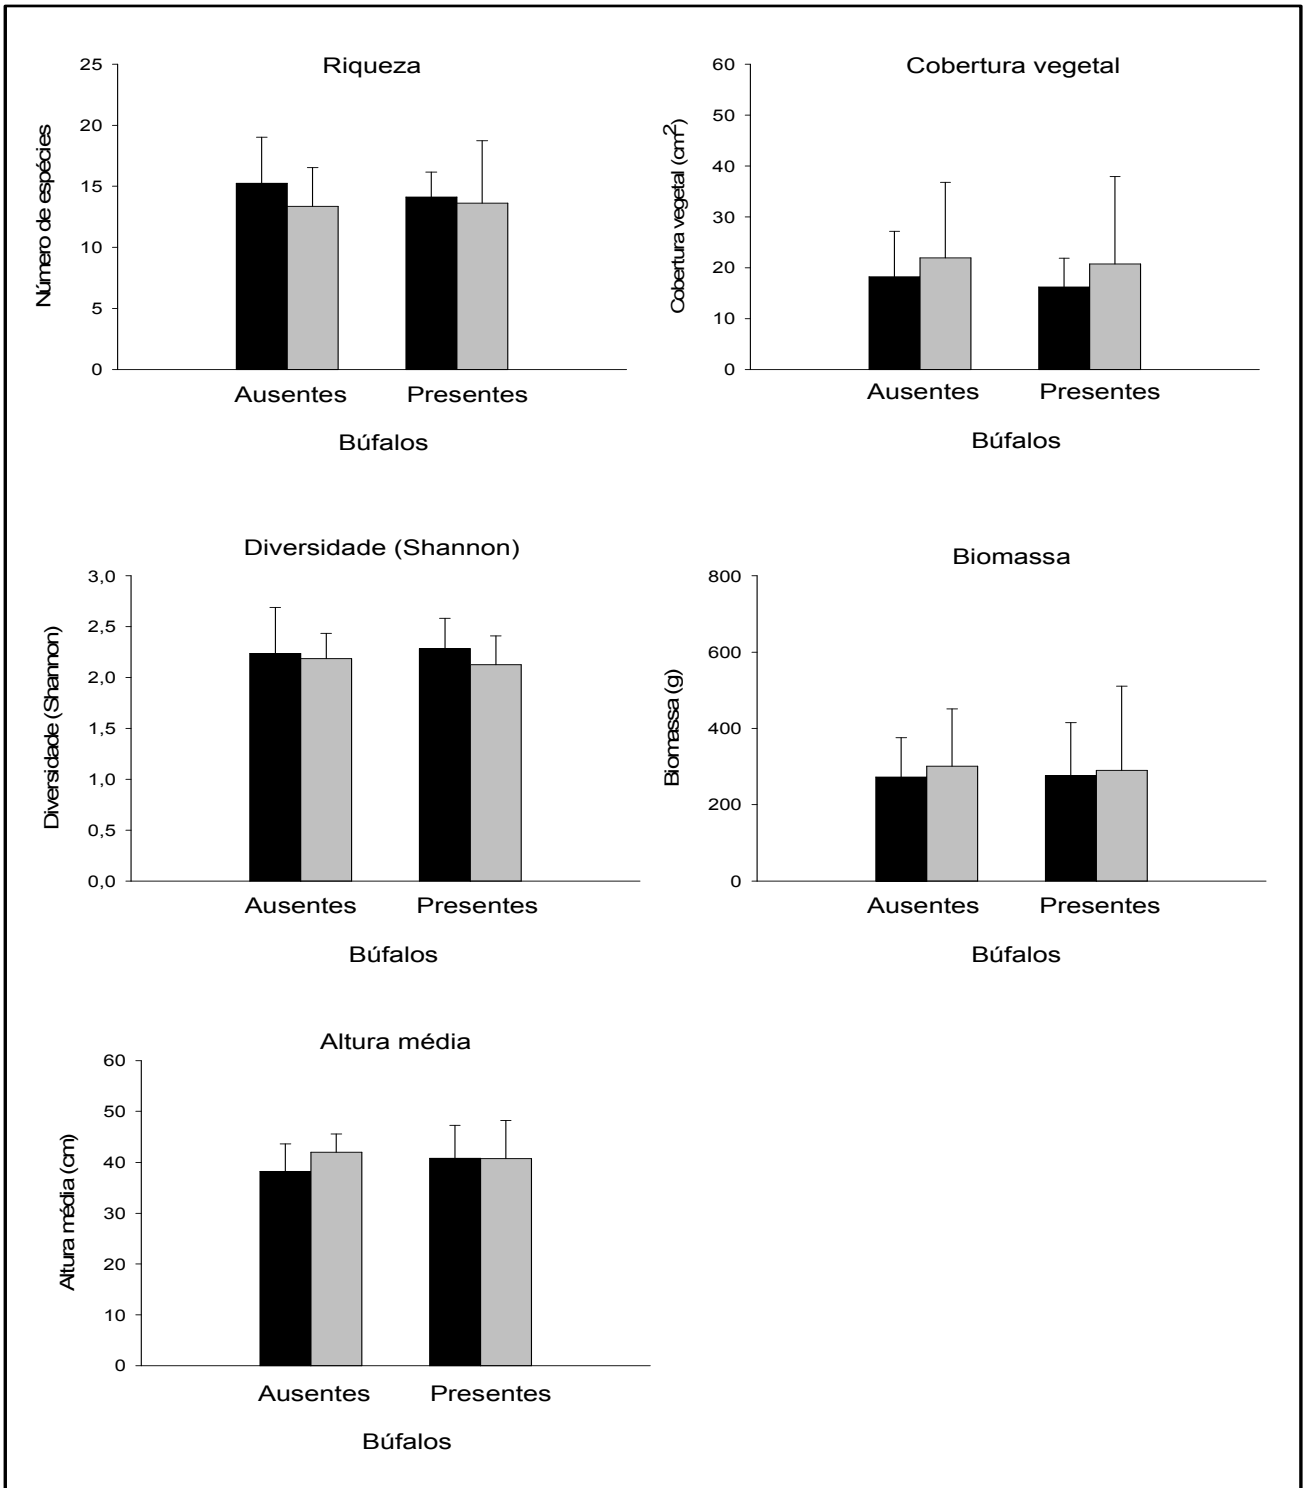 Riqueza
Número de espécies
25
20
15
10
5
0
Ausentes Presentes
Búfalos
Cobertura vegetal
Cobertura vegetal (cm²)
60
50
40
30
20
10
0
Ausentes Presentes
Búfalos
Diversidade (Shannon)
Diversidade (Shannon)
3,0
2,5
2,0
1,5
1,0
0,5
0,0
Ausentes Presentes
Búfalos
Biomassa
Biomassa (g)
800
600
400
200
0
Ausentes Presentes
Búfalos
Altura média
Altura média (cm)
60
50
40
30
20
10
0
Ausentes Presentes
Búfalos